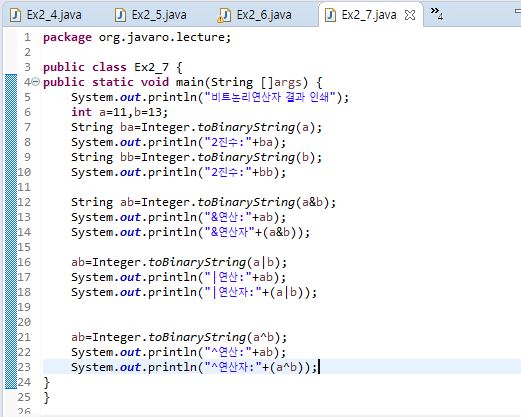 Ex2_4.java Ex2_5.java Ex2_6.java Ex2_7.java »4
1 package org.javaro.lecture;
2
3 public class Ex2_7 {
4 public static void main(String []args) {
5 System.out.println("비트논리연산자 결과 인쇄");
6 int a=11,b=13;
7 String ba=Integer.toBinaryString(a);
8 System.out.println("2진수:"+ba);
9 String bb=Integer.toBinaryString(b);
10 System.out.println("2진수:"+bb);
11
12 String ab=Integer.toBinaryString(a&b);
13 System.out.println("&연산:"+ab);
14 System.out.println("&연산자"+(a&b));
15
16 ab=Integer.toBinaryString(a|b);
17 System.out.println("|연산:"+ab);
18 System.out.println("|연산자:"+(a|b));
19
20
21 ab=Integer.toBinaryString(a^b);
22 System.out.println("^연산:"+ab);
23 System.out.println("^연산자:"+(a^b));
24 }
25 }
26